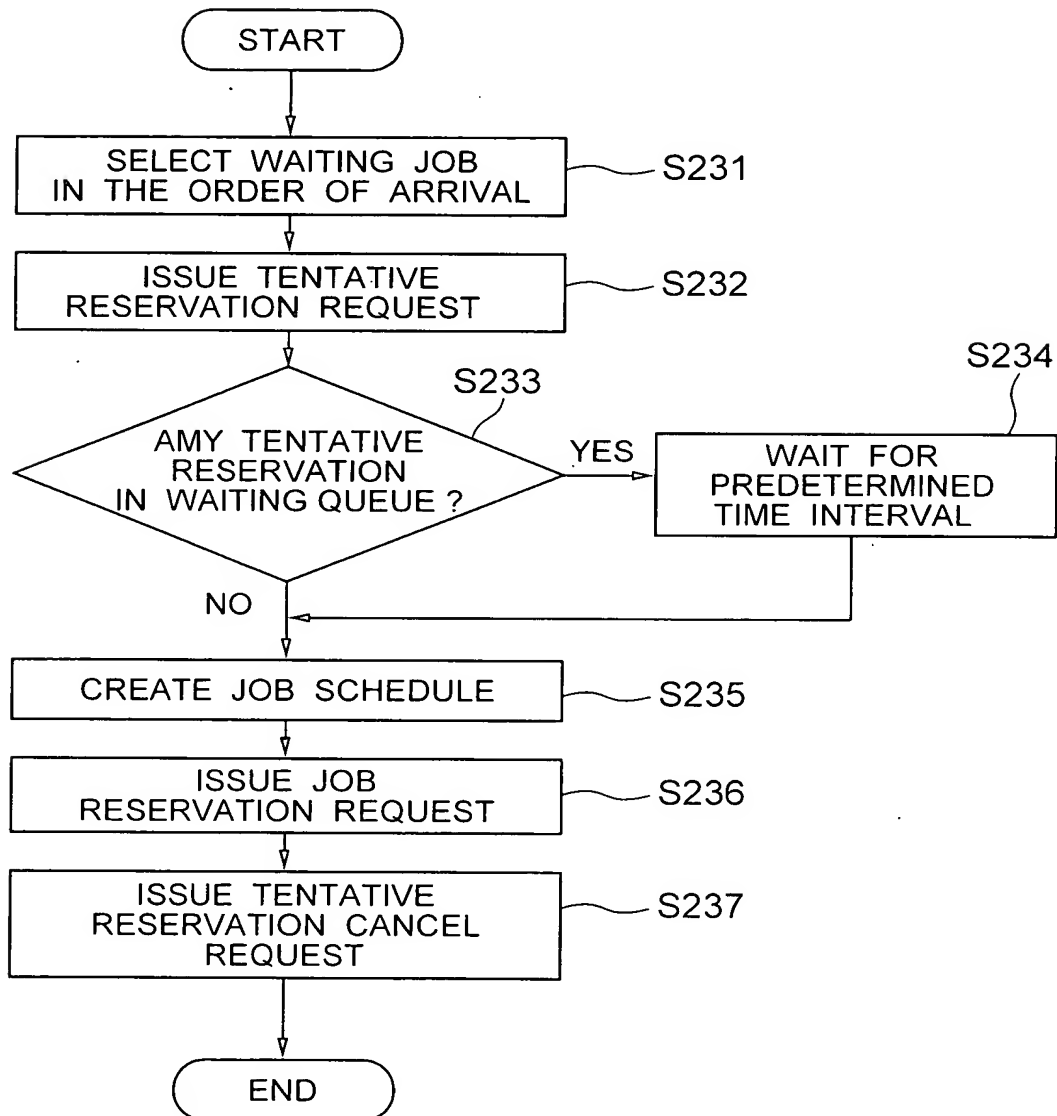 START
SELECT WAITING JOB
IN THE ORDER OF ARRIVAL
S231
ISSUE TENTATIVE
RESERVATION REQUEST
S232
S233
AMY TENTATIVE
RESERVATION
IN WAITING QUEUE ?
YES
S234
WAIT FOR
PREDETERMINED
TIME INTERVAL
NO
CREATE JOB SCHEDULE
S235
ISSUE JOB
RESERVATION REQUEST
S236
ISSUE TENTATIVE
RESERVATION CANCEL
REQUEST
S237
END